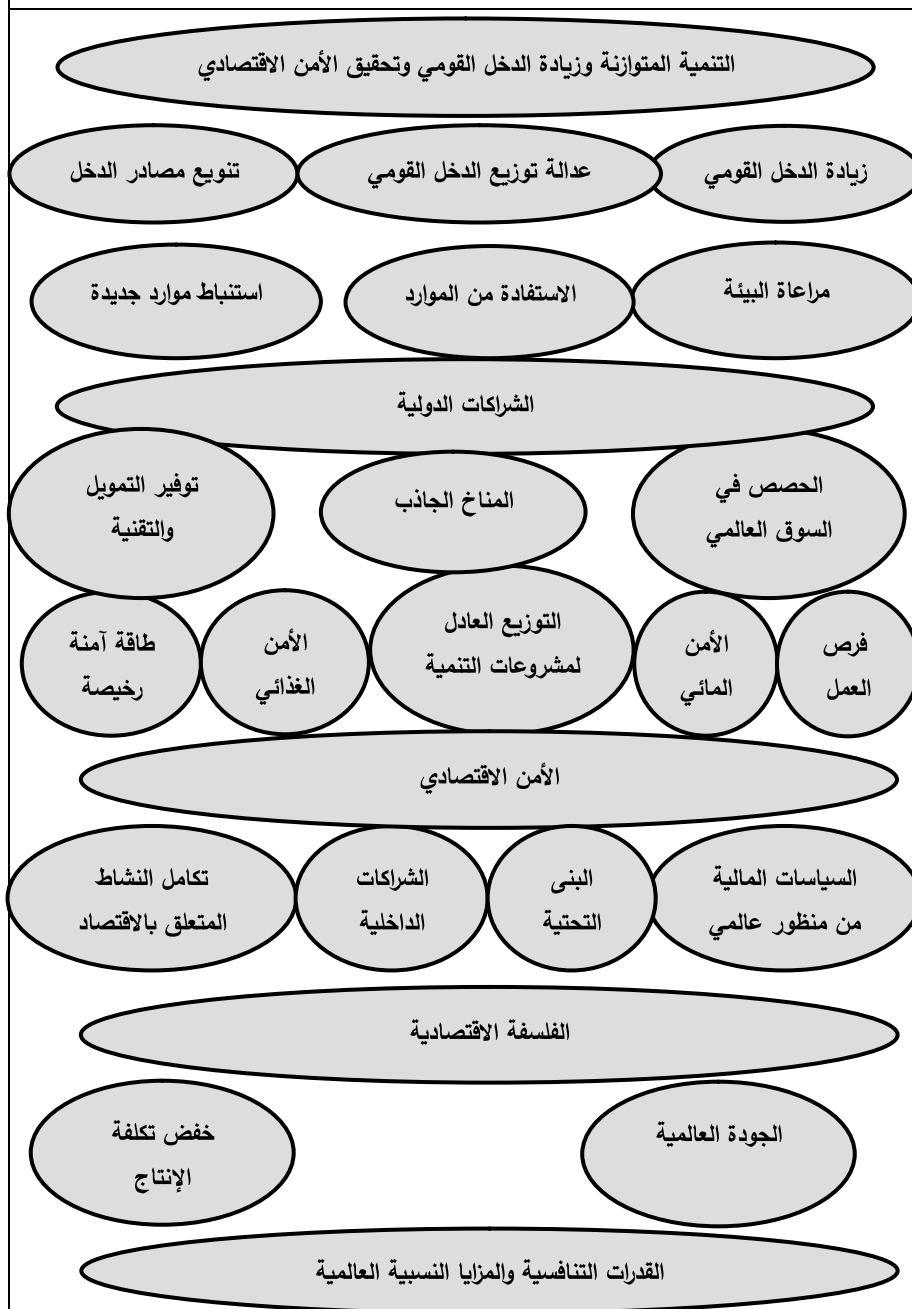 التنمية المتوازنة وزيادة الدخل القومي وتحقيق الأمن الاقتصادي
زيادة الدخل القومي
عدالة توزيع الدخل القومي
تنويع مصادر الدخل
مراعاة البيئة
الاستفادة من الموارد
استنباط موارد جديدة
الشراكات الدولية
الحصص في
السوق العالمي
المناخ الجاذب
توفير التمويل
والتقنية
فرص
العمل
الأمن
المائي
التوزيع العادل
لمشروعات التنمية
الأمن
الغذائي
طاقة آمنة
رخيصة
الأمن الاقتصادي
السياسات المالية
من منظور عالمي
البنى
التحتية
الشراكات
الداخلية
تكامل النشاط
المتعلق بالاقتصاد
الفلسفة الاقتصادية
الجودة العالمية
خفض تكلفة
الإنتاج
القدرات التنافسية والمزايا النسبية العالمية